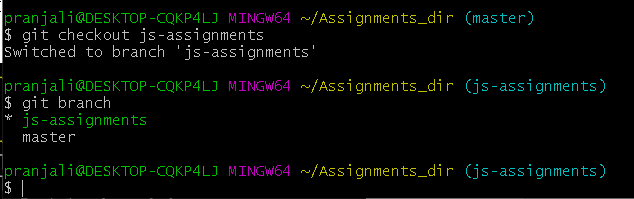 pranjali@DESKTOP-CQKP4LJ MINGW64 ~/Assignments_dir (master)
$ git checkout js-assignments
Switched to branch 'js-assignments'
pranjali@DESKTOP-CQKP4LJ MINGW64 ~/Assignments_dir (js-assignments)
$ git branch
* js-assignments
  master
pranjali@DESKTOP-CQKP4LJ MINGW64 ~/Assignments_dir (js-assignments)
$